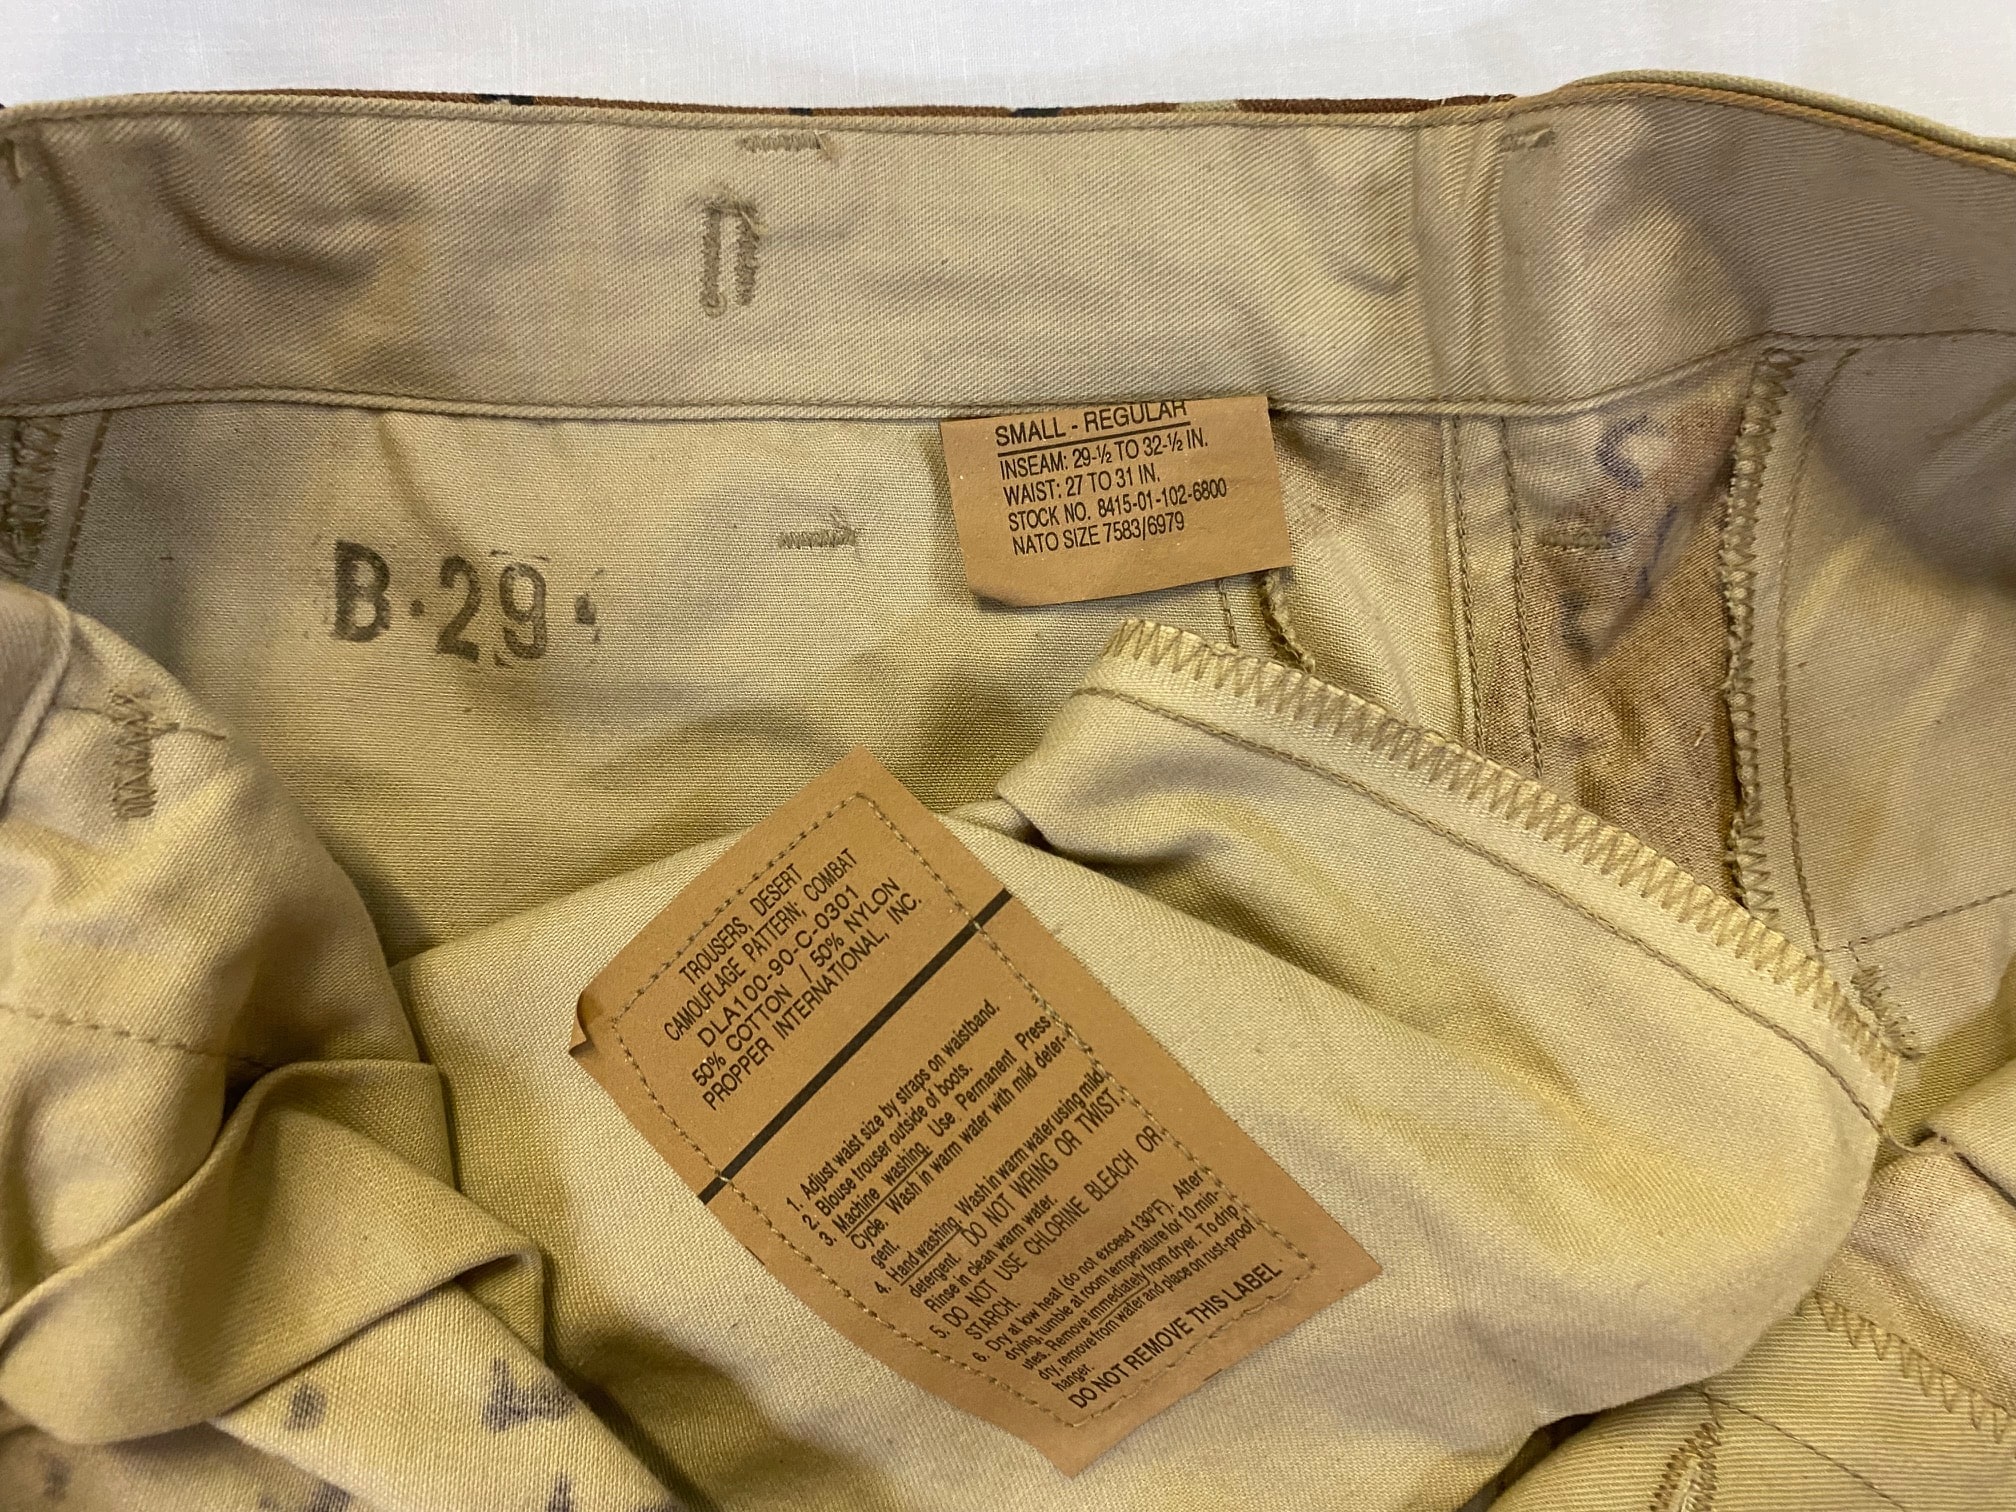 SMALL - REGULAR
INSEAM: 29-½ TO 32-½ IN.
WAIST: 27 TO 31 IN.
STOCK NO. 8415-01-102-6800
NATO SIZE 7583/6979
B·29
TROUSERS, DESERT
CAMOUFLAGE PATTERN; COMBAT
DLA100-90-C-0301
50% COTTON / 50% NYLON
PROPPER INTERNATIONAL, INC.
1. Adjust waist size by straps on waistband.
2. Blouse trouser outside of boots.
3. Machine washing. Use Permanent Press
Cycle. Wash in warm water with mild deter-
gent.
4. Hand washing. Wash in warm water using mild
detergent. DO NOT WRING OR TWIST.
Rinse in clean warm water.
5. DO NOT USE CHLORINE BLEACH OR
STARCH.
6. Dry at low heat (do not exceed 130°F). After
drying, tumble at room temperature for 10 min-
utes. Remove immediately from dryer. To drip
dry, remove from water and place on rust-proof
hanger.
DO NOT REMOVE THIS LABEL